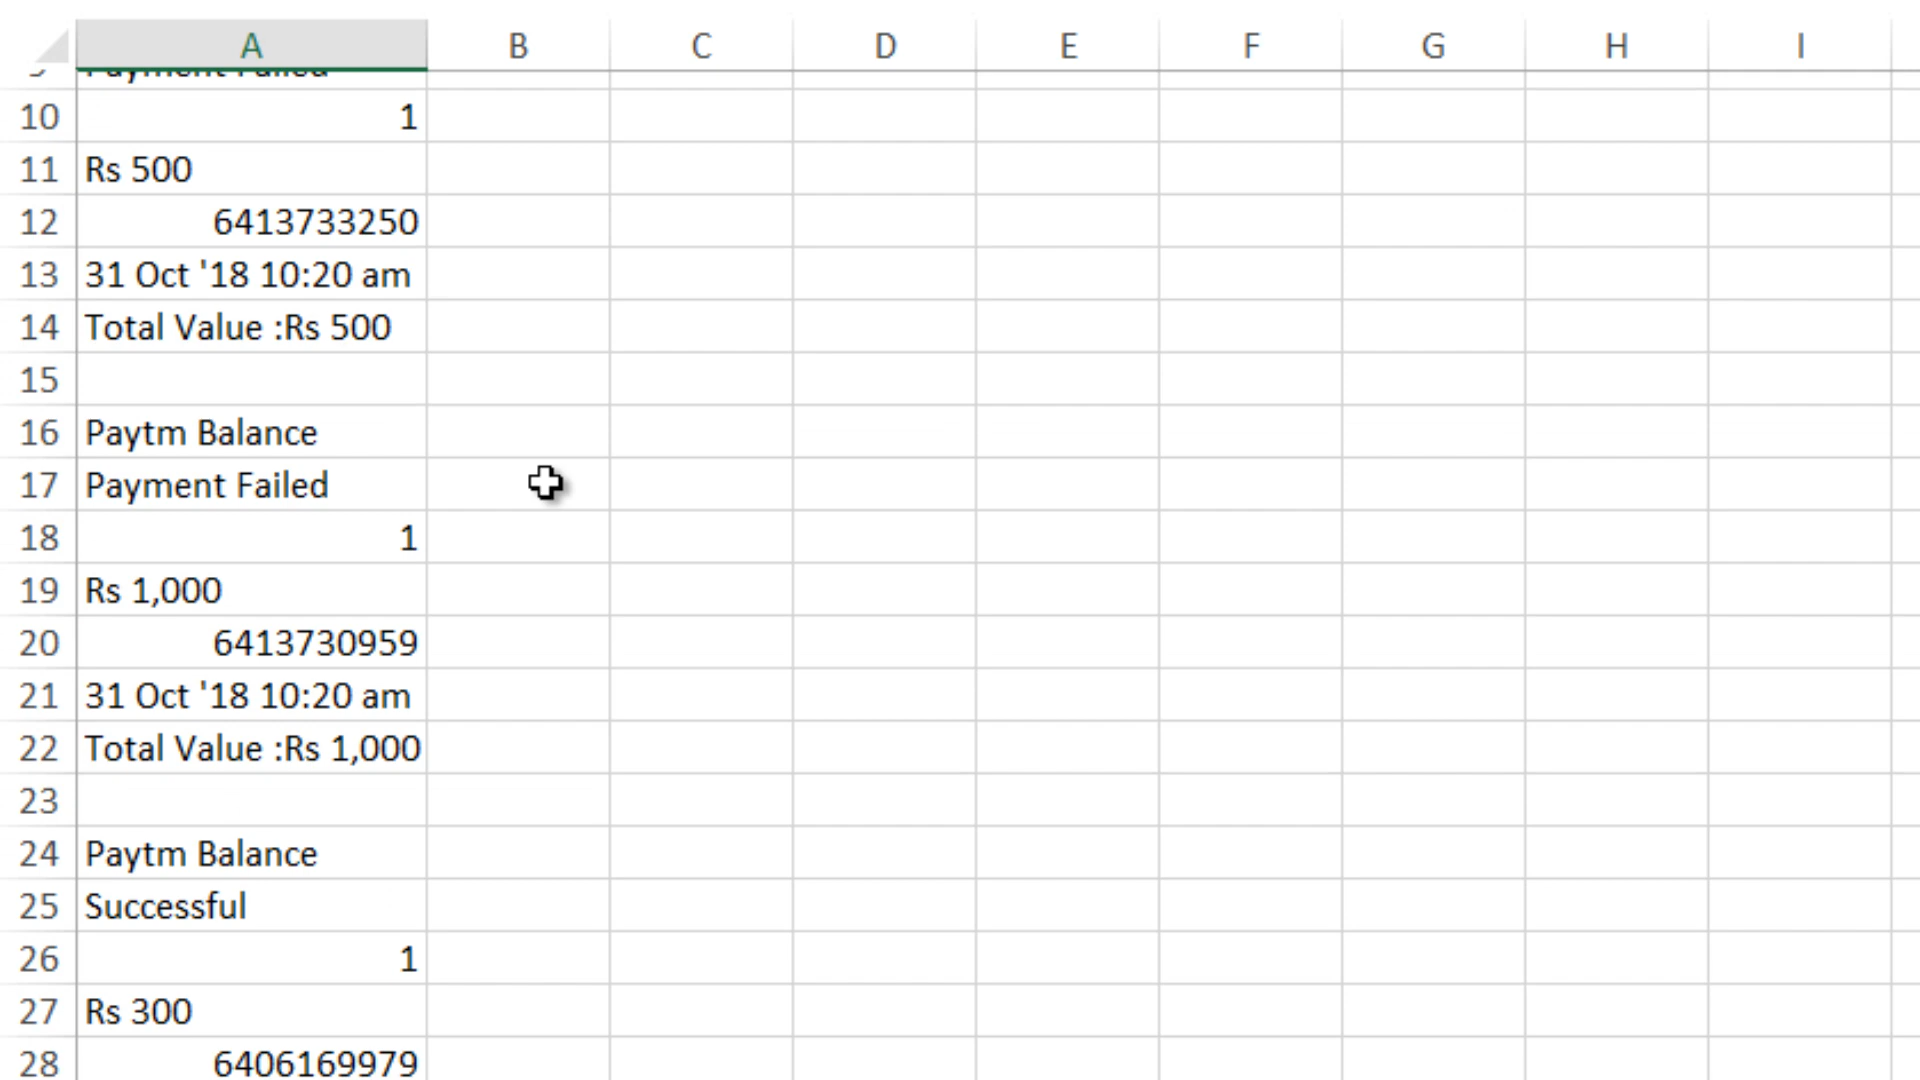 A B C D E F G H I
9 Payment Failed
10 1
11 Rs 500
12 6413733250
13 31 Oct '18 10:20 am
14 Total Value :Rs 500
15
16 Paytm Balance
17 Payment Failed
18 1
19 Rs 1,000
20 6413730959
21 31 Oct '18 10:20 am
22 Total Value :Rs 1,000
23
24 Paytm Balance
25 Successful
26 1
27 Rs 300
28 6406169979